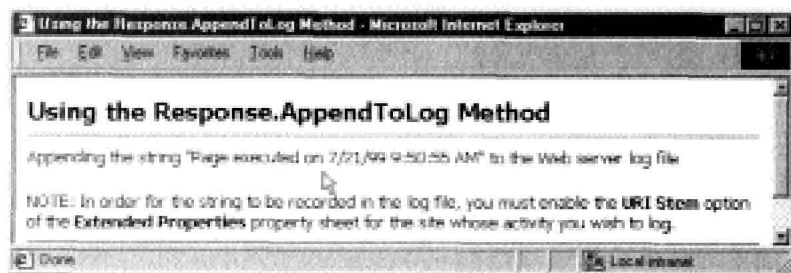 Using the Response.AppendToLog Method - Microsoft Internet Explorer
File Edit View Favorites Tools Help
Using the Response.AppendToLog Method
Appending the string "Page executed on 7/21/99 9:50:55 AM" to the Web server log file
NOTE: In order for the string to be recorded in the log file, you must enable the URI Stem option
of the Extended Properties property sheet for the site whose activity you wish to log.
Done Local intranet